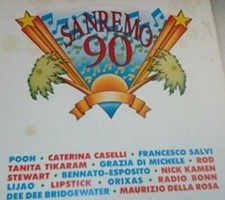 SANREMO
90
POOH • CATERINA CASELLI • FRANCESCO SALVI
TANITA TIKARAM • GRAZIA DI MICHELE • ROD
STEWART • BENNATO-ESPOSITO • NICK KAMEN
LIJAO • LIPSTICK • ORIXAS • RADIO BONN
DEE DEE BRIDGEWATER • MAURIZIO DELLA ROSA